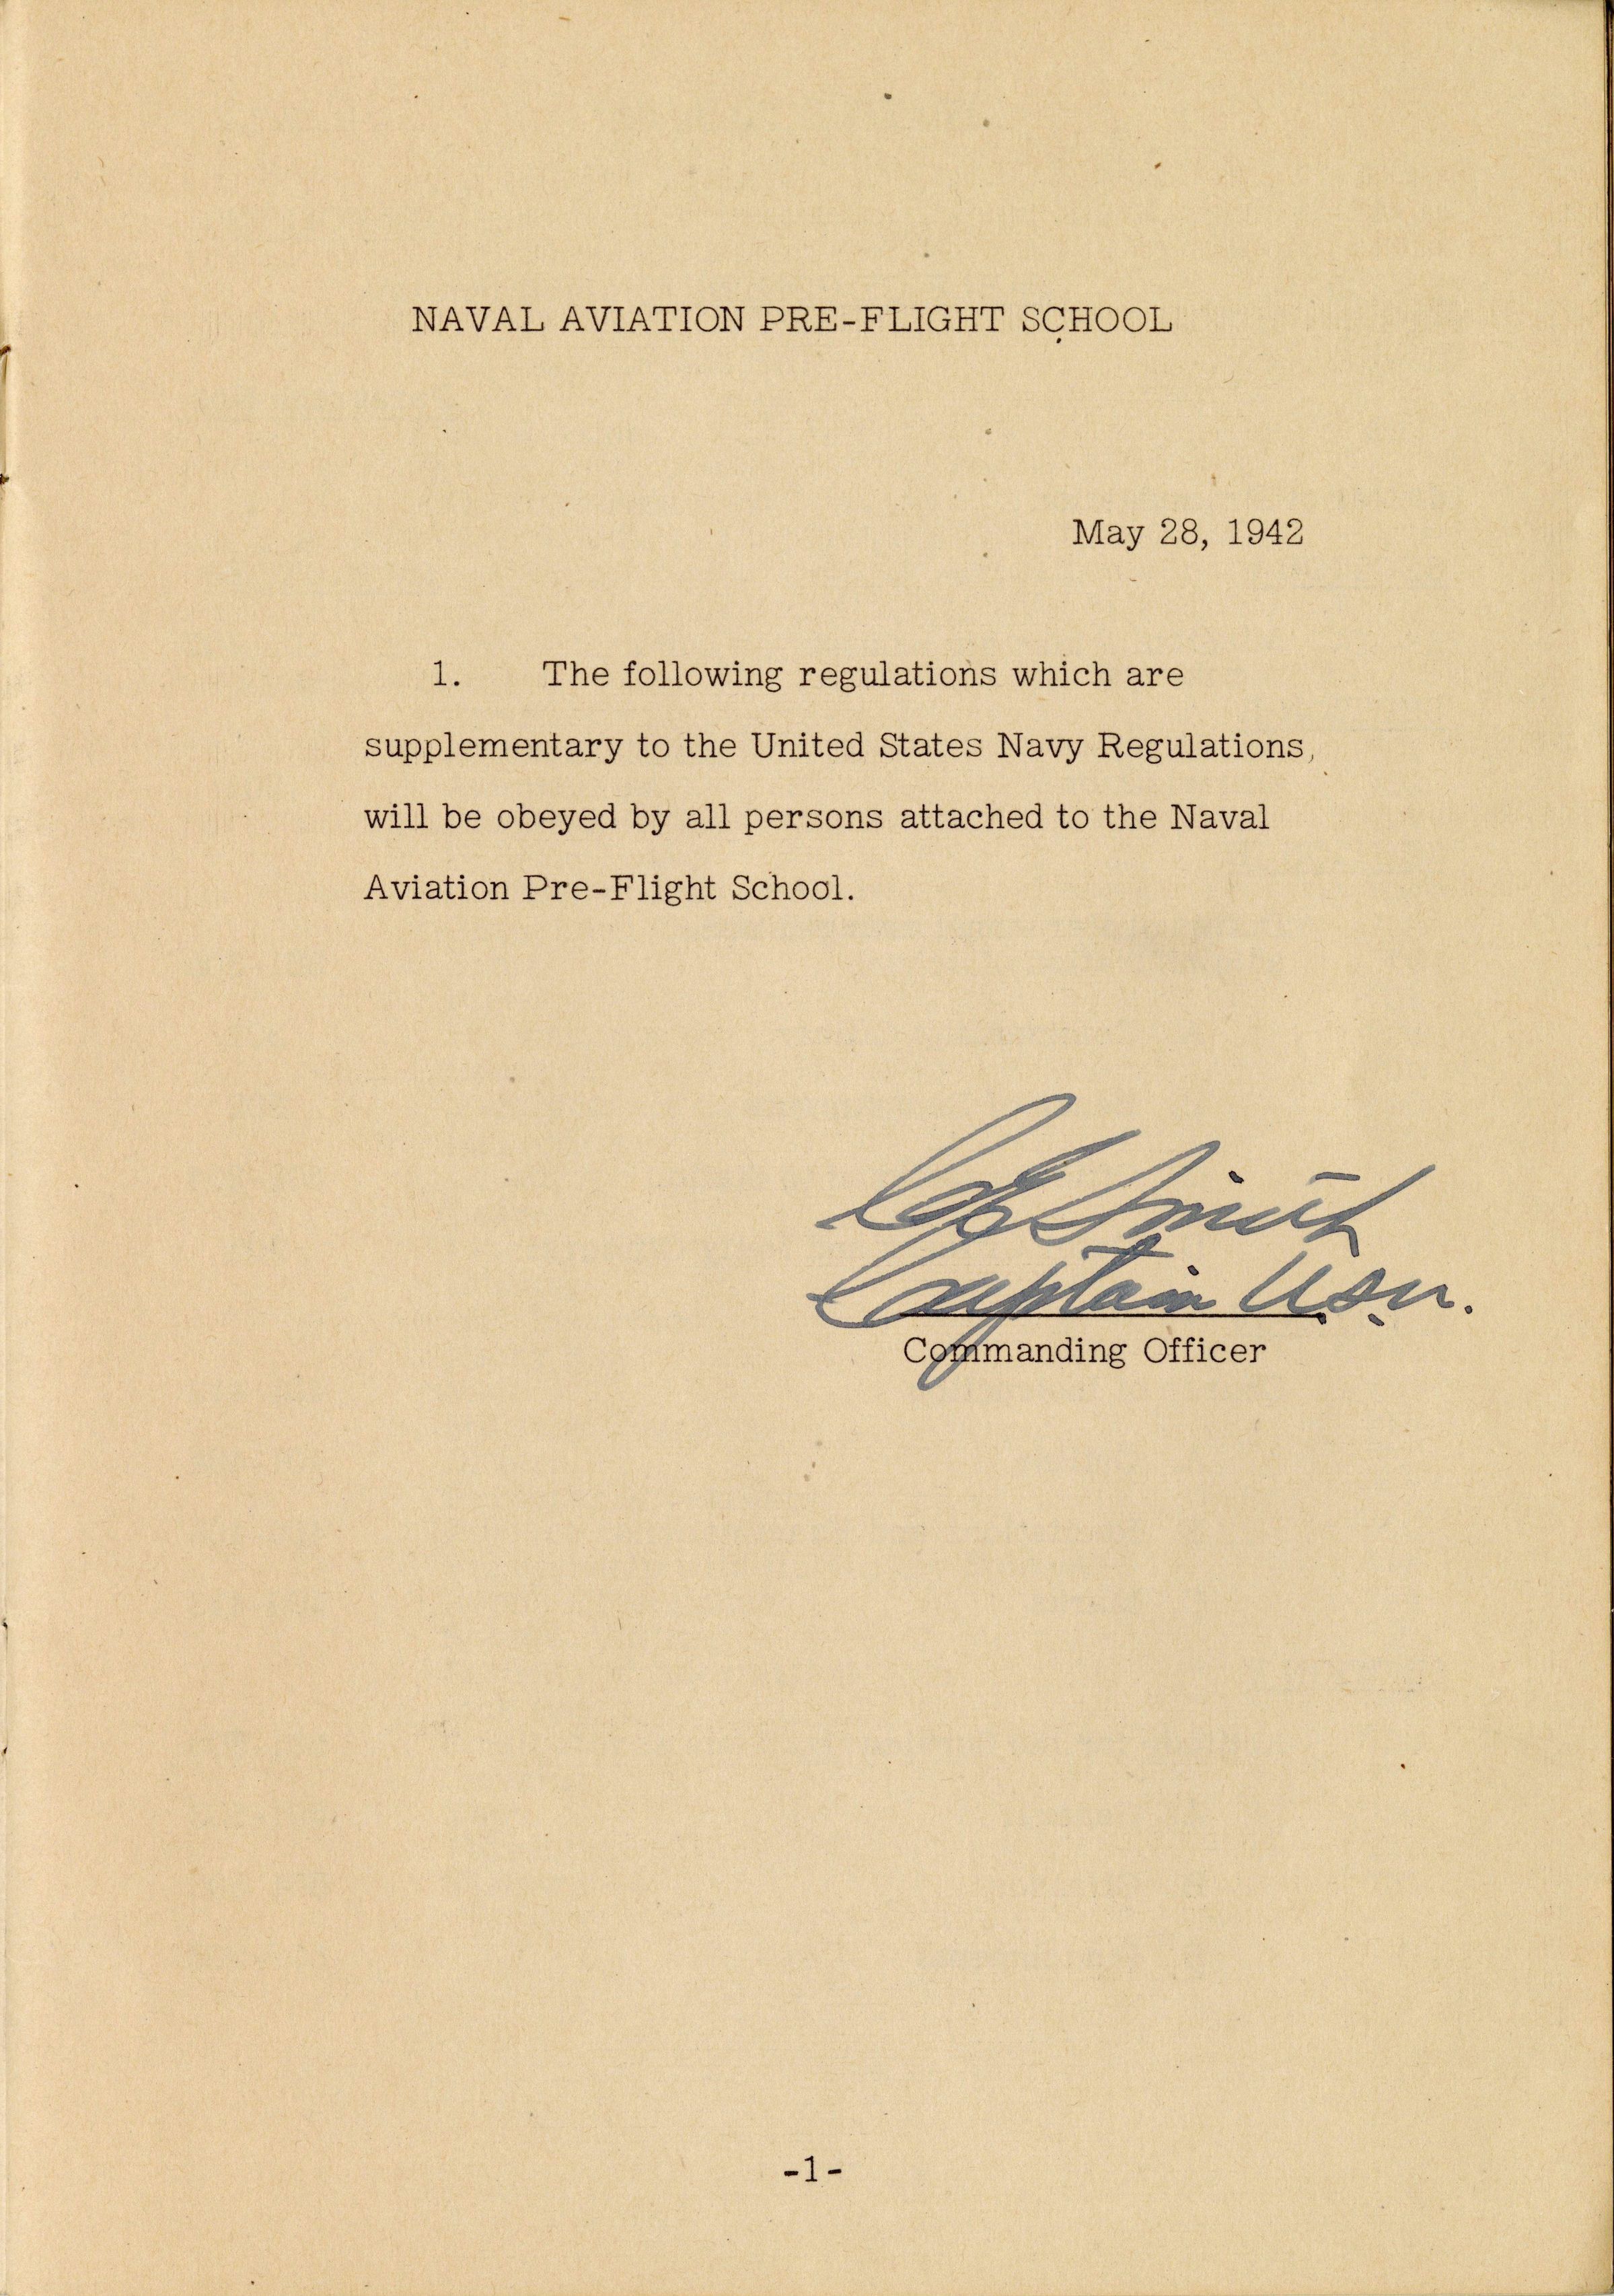 NAVAL AVIATION PRE-FLIGHT SCHOOL
May 28, 1942
1. The following regulations which are
supplementary to the United States Navy Regulations,
will be obeyed by all persons attached to the Naval
Aviation Pre-Flight School.
Smith
Captain U.S.N.
Commanding Officer
-1-